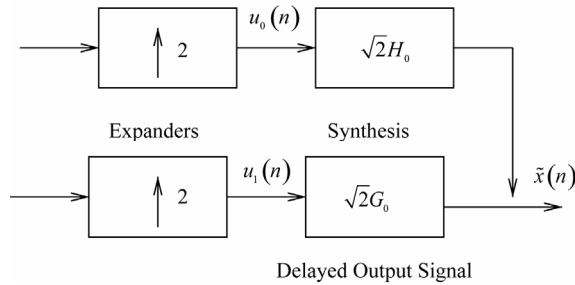 u₀(n)
↑ 2
√2H₀
Expanders
Synthesis
u₁(n)
x̃(n)
↑ 2
√2G₀
Delayed Output Signal